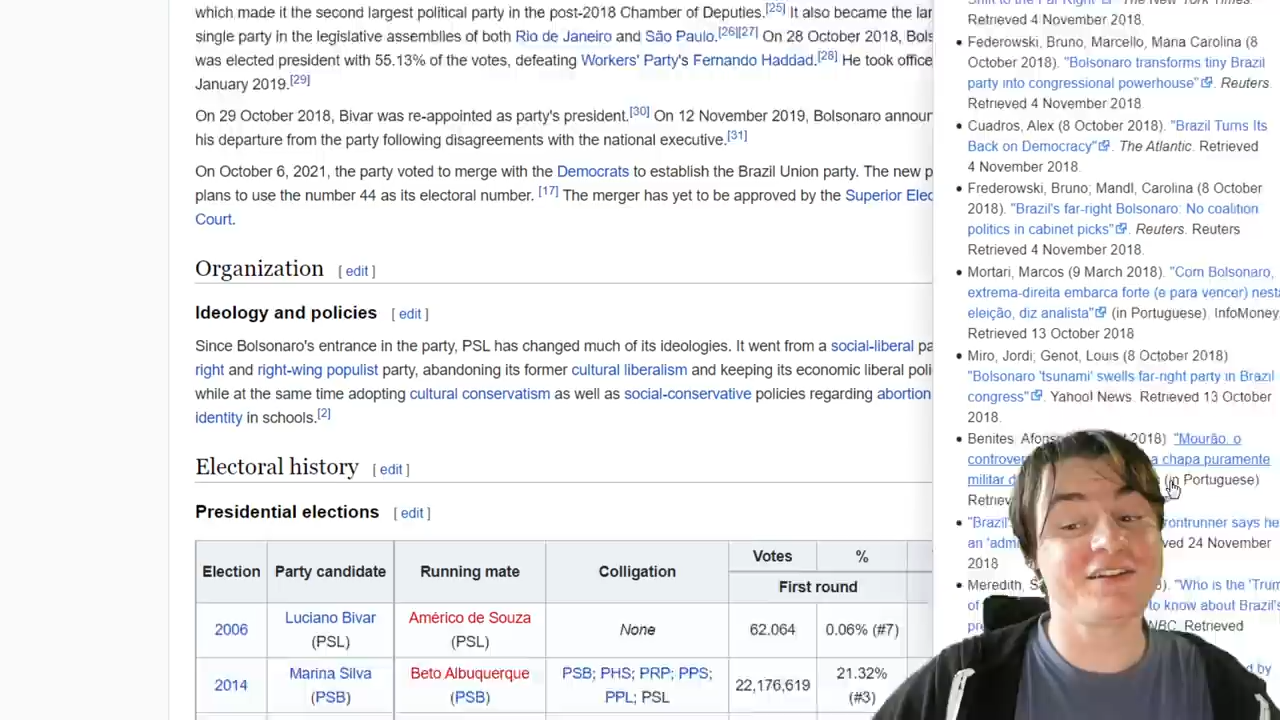 which made it the second largest political party in the post-2018 Chamber of Deputies.[25] It also became the lar
single party in the legislative assemblies of both Rio de Janeiro and São Paulo.[26][27] On 28 October 2018, Bols
was elected president with 55.13% of the votes, defeating Workers' Party's Fernando Haddad.[28] He took office
January 2019.[29]
On 29 October 2018, Bivar was re-appointed as party's president.[30] On 12 November 2019, Bolsonaro announ
his departure from the party following disagreements with the national executive.[31]
On October 6, 2021, the party voted to merge with the Democrats to establish the Brazil Union party. The new p
plans to use the number 44 as its electoral number. [17] The merger has yet to be approved by the Superior Elec
Court.
Organization [ edit ]
Ideology and policies [ edit ]
Since Bolsonaro's entrance in the party, PSL has changed much of its ideologies. It went from a social-liberal pa
right and right-wing populist party, abandoning its former cultural liberalism and keeping its economic liberal poli
while at the same time adopting cultural conservatism as well as social-conservative policies regarding abortion
identity in schools.[2]
Electoral history [ edit ]
Presidential elections [ edit ]
Election Party candidate Running mate Colligation Votes %
First round
2006 Luciano Bivar (PSL) Américo de Souza (PSL) None 62.064 0.06% (#7)
2014 Marina Silva (PSB) Beto Albuquerque (PSB) PSB; PHS; PRP; PPS; PPL; PSL 22,176,619 21.32% (#3)
Shift to the Far Right" The New York Times.
Retrieved 4 November 2018.
Federowski, Bruno, Marcello, Maria Carolina (8
October 2018). "Bolsonaro transforms tiny Brazil
party into congressional powerhouse". Reuters.
Retrieved 4 November 2018.
Cuadros, Alex (8 October 2018). "Brazil Turns Its
Back on Democracy". The Atlantic. Retrieved
4 November 2018.
Frederowski, Bruno; Mandl, Carolina (8 October
2018). "Brazil's far-right Bolsonaro: No coalition
politics in cabinet picks". Reuters. Reuters
Retrieved 4 November 2018.
Mortari, Marcos (9 March 2018). "Com Bolsonaro,
extrema-direita embarca forte (e para vencer) nest
eleição, diz analista" (in Portuguese). InfoMoney.
Retrieved 13 October 2018
Miro, Jordi; Genot, Louis (8 October 2018)
"Bolsonaro 'tsunami' swells far-right party in Brazil
congress". Yahoo! News. Retrieved 13 October
2018.
Benites, Afons 2018) "Mourão, o
controver a chapa puramente
militar d (in Portuguese)
Retriev
"Brazil' rontrunner says he
an 'adm ved 24 November
2018
Meredith, S "Who is the 'Trum
of to know about Brazil's
pre NBC. Retrieved
d by